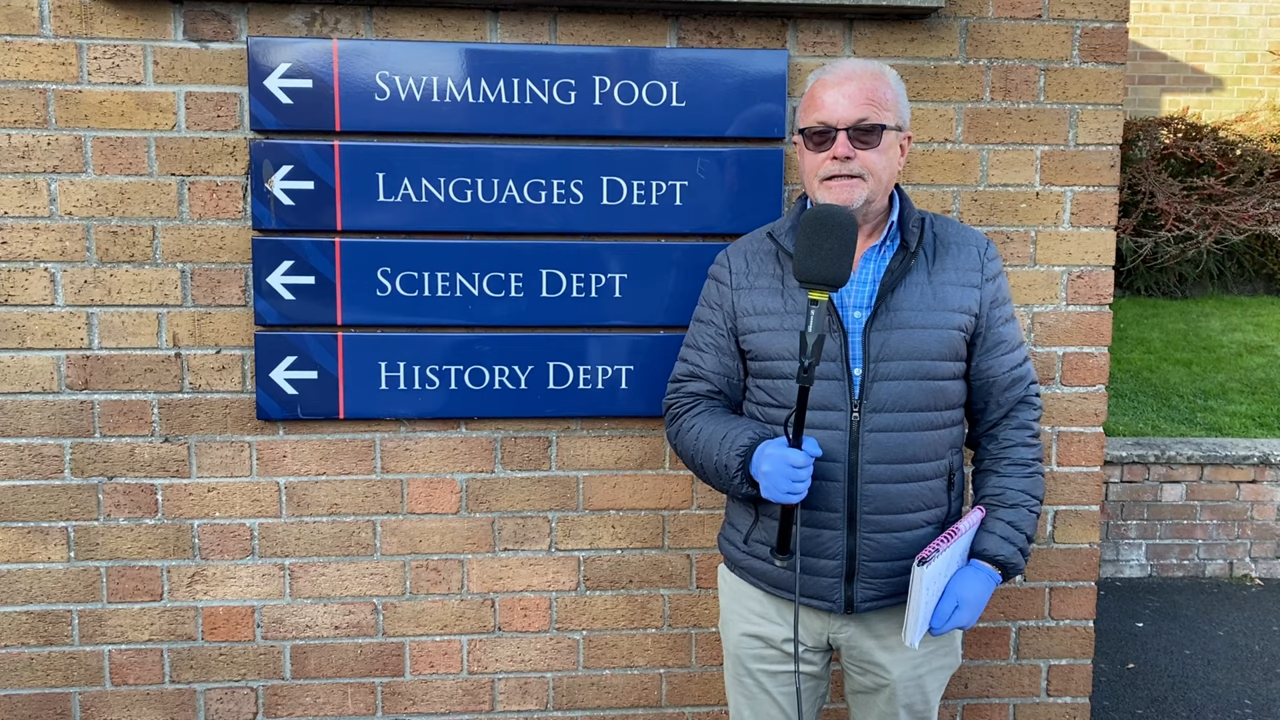 SWIMMING POOL
LANGUAGES DEPT
SCIENCE DEPT
HISTORY DEPT